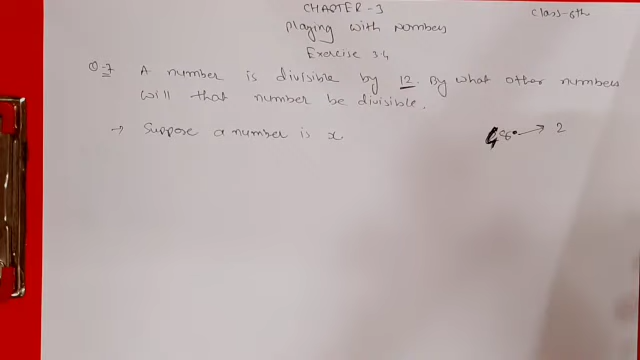 CHAPTER-3
Class-6th
Playing with Numbers
Exercise 3.4
Q-7 A number is divisible by 12. By what other numbers
will that number be divisible.
→ Suppose a number is x
48 → 2